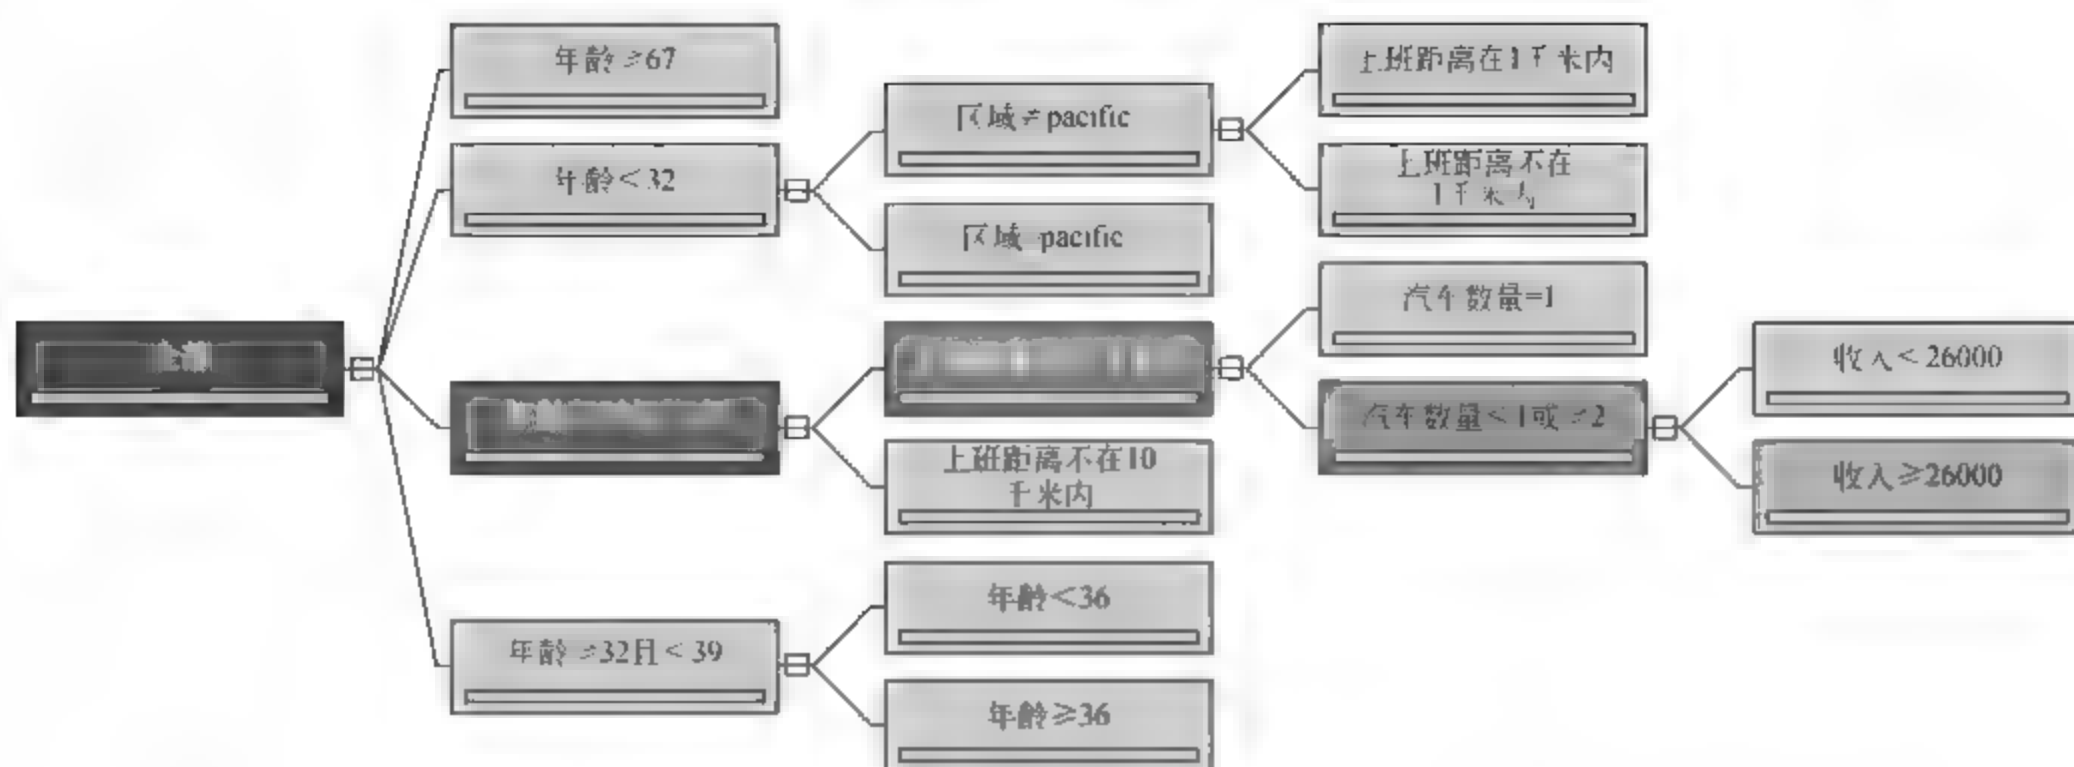 年龄≥67
上班距离在1千米内
区域≠pacific
年龄<32
上班距离不在
1千米内
区域=pacific
汽车数量=1
收入<26000
汽车数量<1或≥2
上班距离不在10
千米内
收入≥26000
年龄<36
年龄≥32且<39
年龄≥36